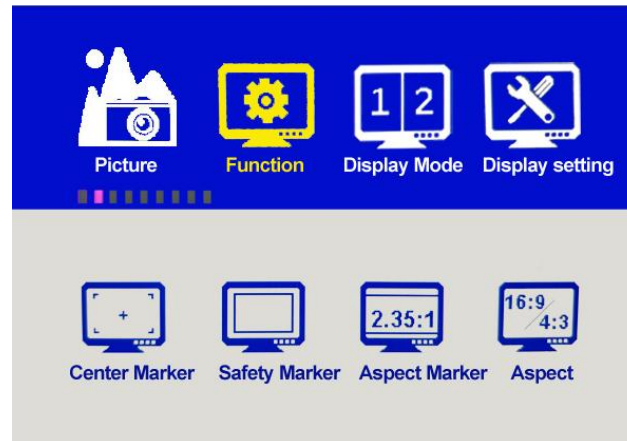 1 2
Picture Function Display Mode Display setting
2.35:1 16:9/4:3
Center Marker Safety Marker Aspect Marker Aspect